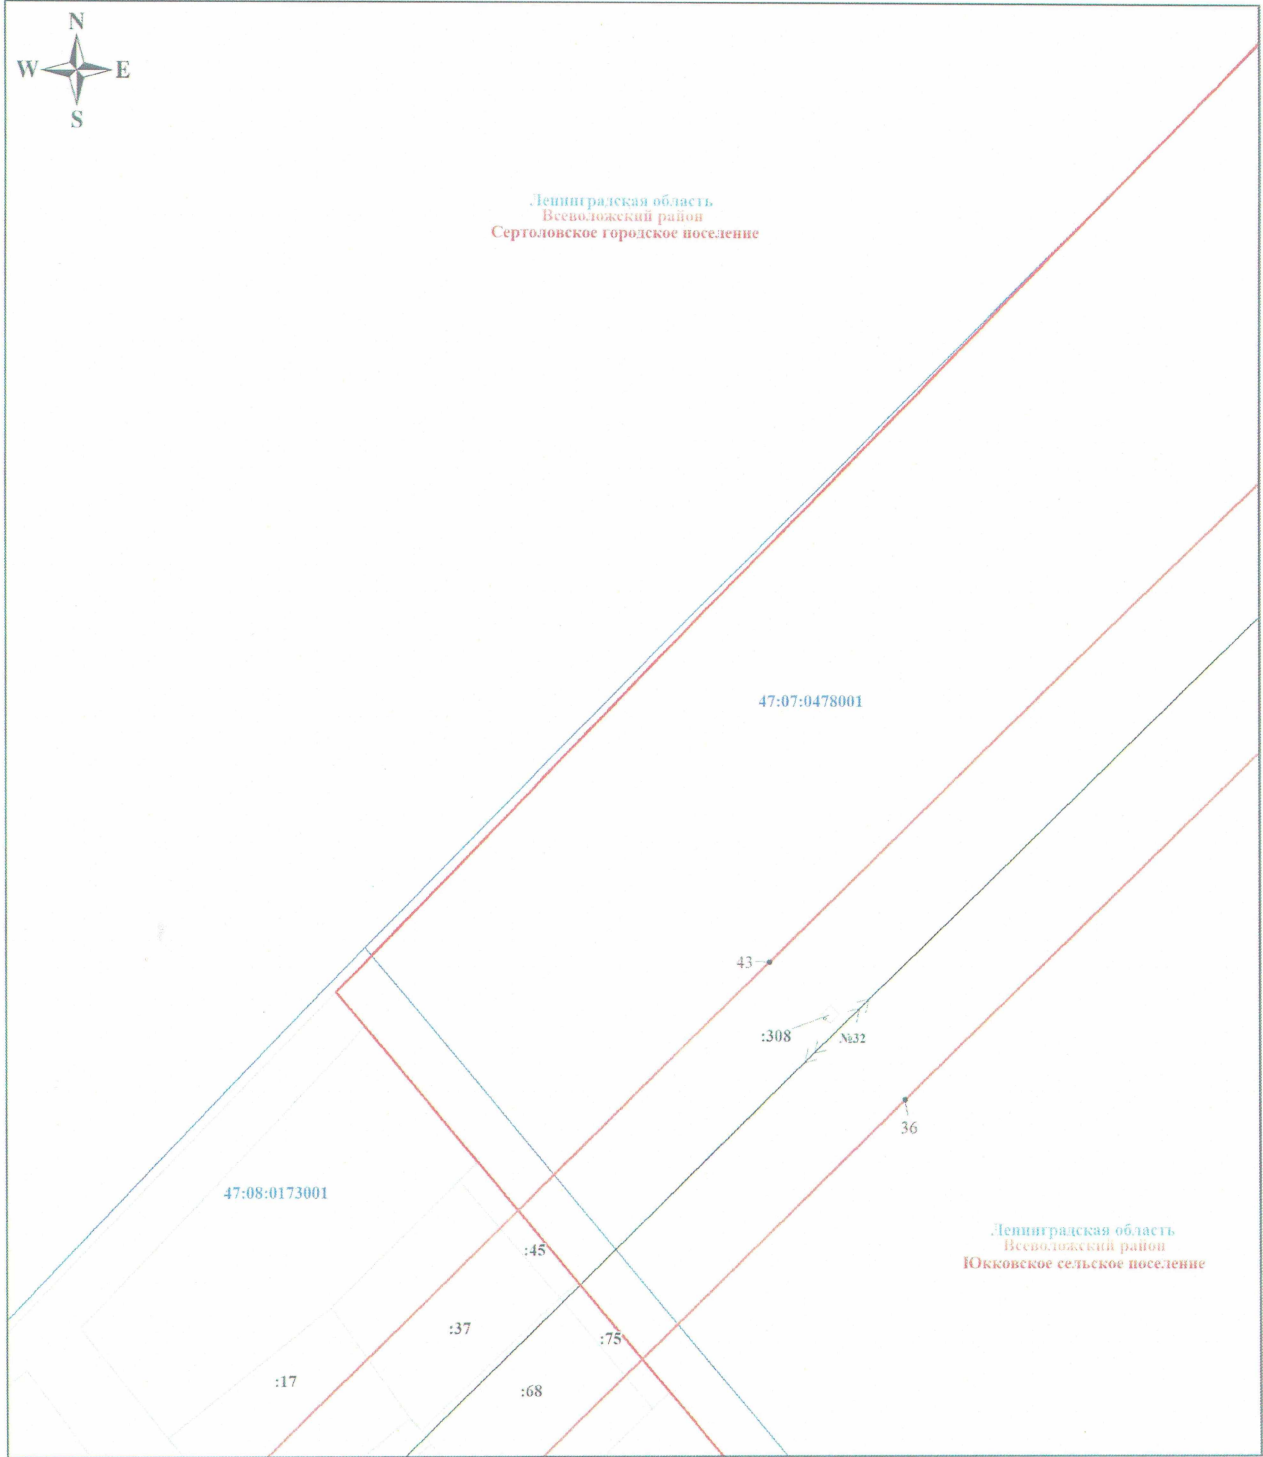 N
W E
S
Ленинградская область
Всеволожский район
Сертоловское городское поселение
47:07:0478001
43
:308
№32
36
47:08:0173001
Ленинградская область
Всеволожский район
Юкковское сельское поселение
:45
:37
:75
:17
:68